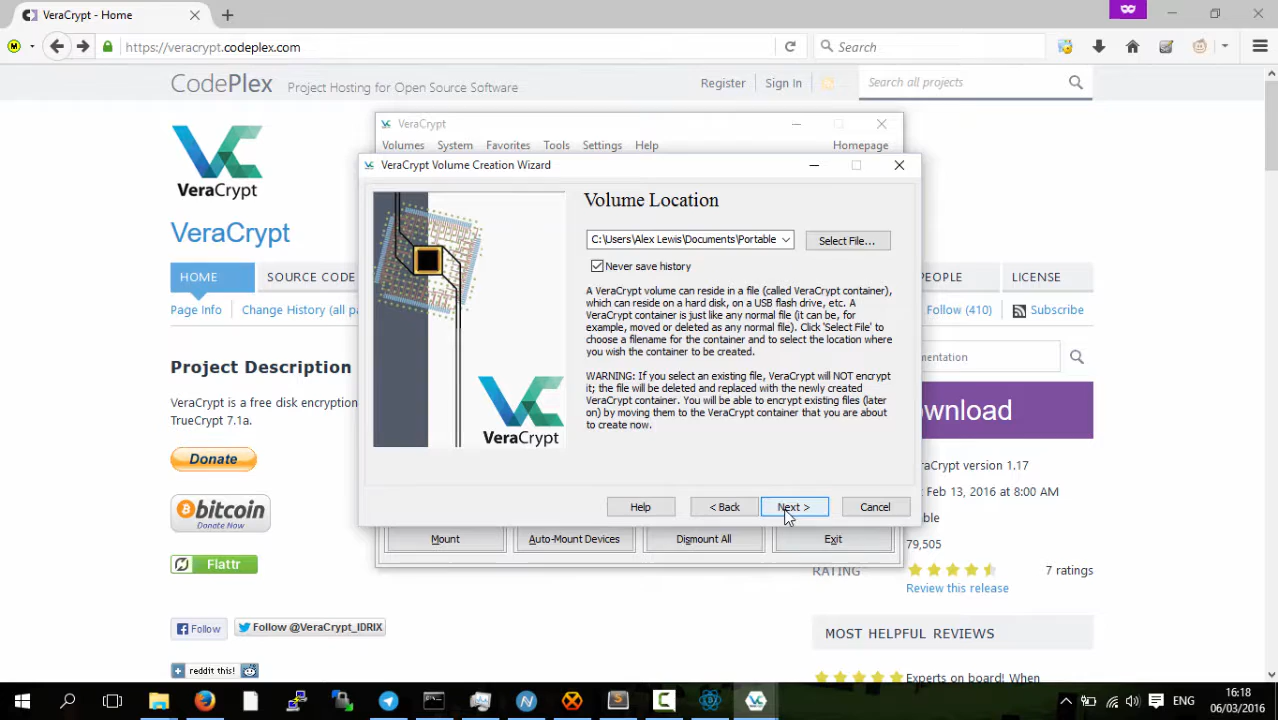 VeraCrypt - Home
https://veracrypt.codeplex.com
Search
CodePlex Project Hosting for Open Source Software
Register
Sign In
Search all projects
VeraCrypt
VeraCrypt
HOME
SOURCE CODE
PEOPLE
LICENSE
Page Info
Change History (all pa
Follow (410)
Subscribe
VeraCrypt
Volumes
System
Favorites
Tools
Settings
Help
Homepage
VeraCrypt Volume Creation Wizard
Volume Location
C:\Users\Alex Lewis\Documents\Portable
Select File...
Never save history
A VeraCrypt volume can reside in a file (called VeraCrypt container),
which can reside on a hard disk, on a USB flash drive, etc. A
VeraCrypt container is just like any normal file (it can be, for
example, moved or deleted as any normal file). Click 'Select File' to
choose a filename for the container and to select the location where
you wish the container to be created.
WARNING: If you select an existing file, VeraCrypt will NOT encrypt
it; the file will be deleted and replaced with the newly created
VeraCrypt container. You will be able to encrypt existing files (later
on) by moving them to the VeraCrypt container that you are about
to create now.
VeraCrypt
Help
< Back
Next >
Cancel
Mount
Auto-Mount Devices
Dismount All
Exit
Project Description
VeraCrypt is a free disk encryption
TrueCrypt 7.1a.
Donate
bitcoin
Donate Now
Flattr
Follow
Follow @VeraCrypt_IDRIX
reddit this!
mentation
wnload
raCrypt version 1.17
Feb 13, 2016 at 8:00 AM
ble
79,505
RATING
7 ratings
Review this release
MOST HELPFUL REVIEWS
Experts on board! When
ENG
16:18
06/03/2016